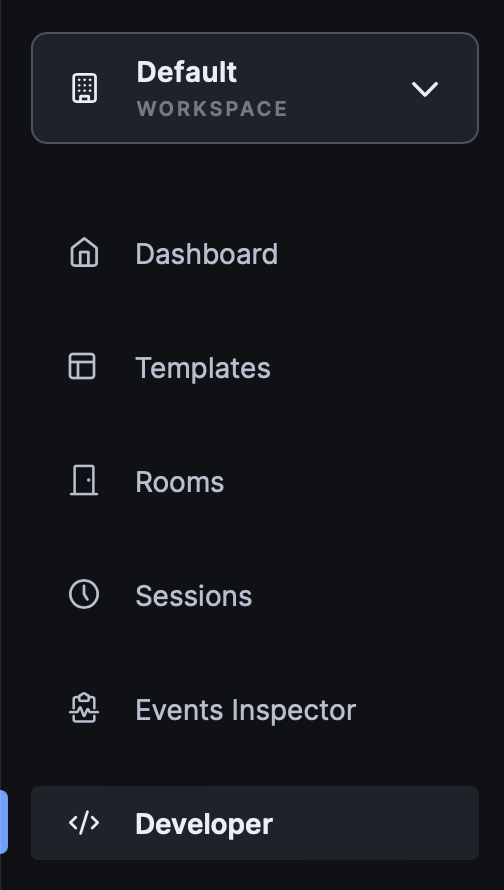 Default
WORKSPACE
Dashboard
Templates
Rooms
Sessions
Events Inspector
Developer